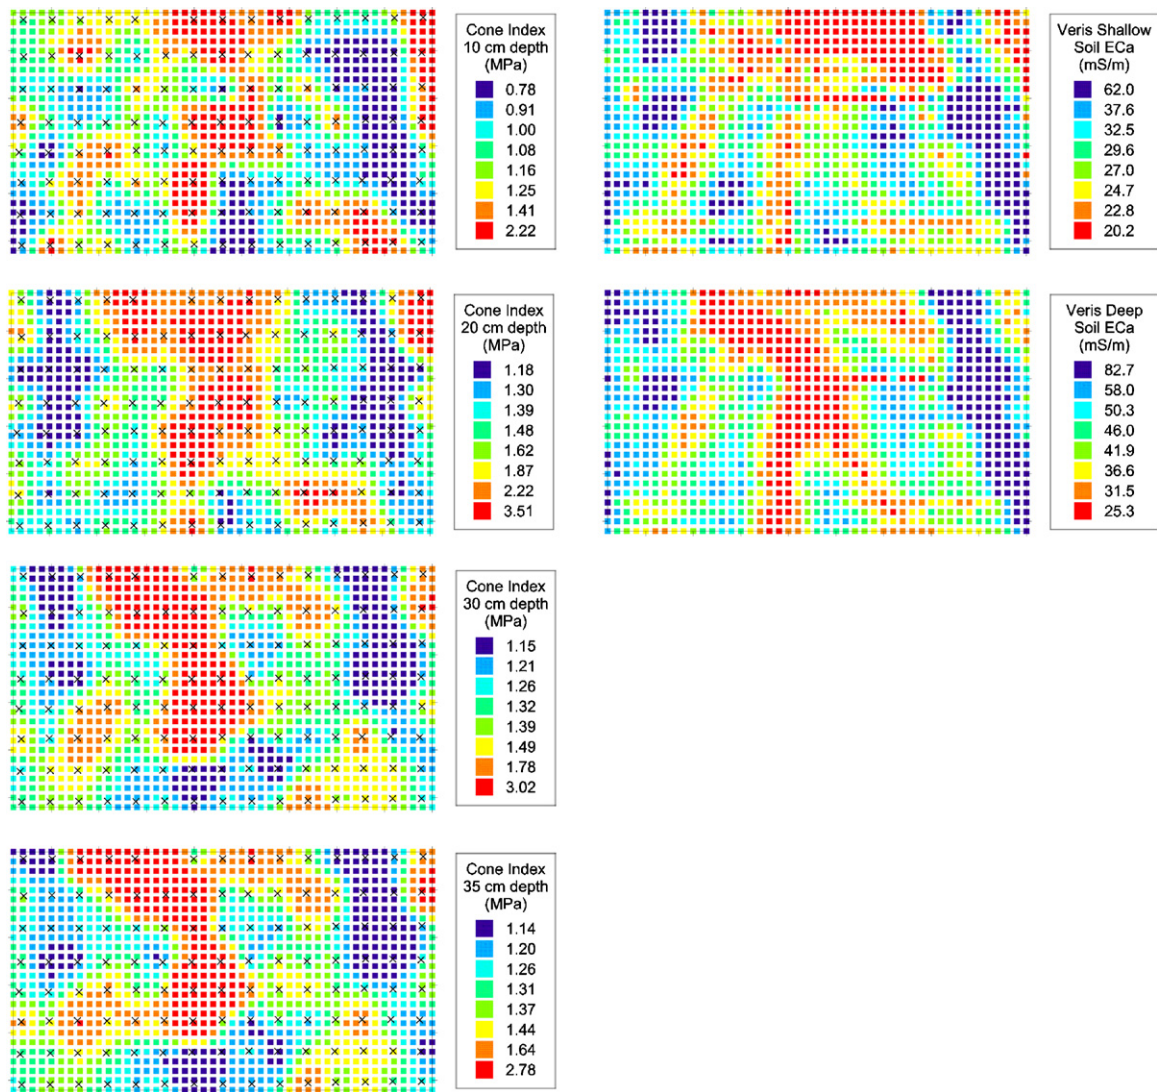 Cone Index
10 cm depth
(MPa)
0.78
0.91
1.00
1.08
1.16
1.25
1.41
2.22
Veris Shallow
Soil ECa
(mS/m)
62.0
37.6
32.5
29.6
27.0
24.7
22.8
20.2
Cone Index
20 cm depth
(MPa)
1.18
1.30
1.39
1.48
1.62
1.87
2.22
3.51
Veris Deep
Soil ECa
(mS/m)
82.7
58.0
50.3
46.0
41.9
36.6
31.5
25.3
Cone Index
30 cm depth
(MPa)
1.15
1.21
1.26
1.32
1.39
1.49
1.78
3.02
Cone Index
35 cm depth
(MPa)
1.14
1.20
1.26
1.31
1.37
1.44
1.64
2.78